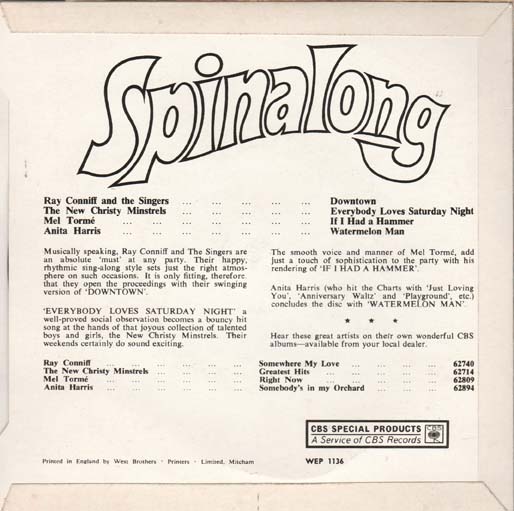 Spinalong
Ray Conniff and the Singers ... ... ... ... ... ... Downtown
The New Christy Minstrels ... ... ... ... ... ... Everybody Loves Saturday Night
Mel Tormé ... ... ... ... ... ... ... If I Had a Hammer
Anita Harris ... ... ... ... ... ... ... Watermelon Man
Musically speaking, Ray Conniff and The Singers are
an absolute 'must' at any party. Their happy,
rhythmic sing-along style sets just the right atmos-
phere on such occasions. It is only fitting, therefore,
that they open the proceedings with their swinging
version of 'DOWNTOWN'.
'EVERYBODY LOVES SATURDAY NIGHT' a
well-proved social observation becomes a bouncy hit
song at the hands of that joyous collection of talented
boys and girls, the New Christy Minstrels. Their
weekends certainly do sound exciting.
The smooth voice and manner of Mel Tormé, add
just a touch of sophistication to the party with his
rendering of 'IF I HAD A HAMMER'.
Anita Harris (who hit the Charts with 'Just Loving
You', 'Anniversary Waltz' and 'Playground', etc.)
concludes the disc with 'WATERMELON MAN'.
* * *
Hear these great artists on their own wonderful CBS
albums—available from your local dealer.
Ray Conniff ... ... ... ... ... ... Somewhere My Love ... ... ... ... 62740
The New Christy Minstrels ... ... ... ... Greatest Hits ... ... ... ... ... 62714
Mel Tormé ... ... ... ... ... ... Right Now ... ... ... ... ... 62809
Anita Harris ... ... ... ... ... ... Somebody's in my Orchard ... ... ... 62894
CBS SPECIAL PRODUCTS CBS
A Service of CBS Records
Printed in England by West Brothers · Printers · Limited, Mitcham WEP 1136